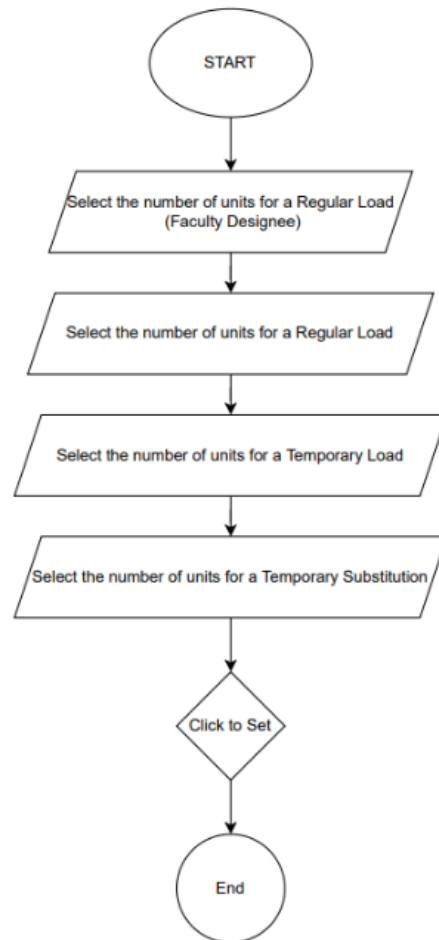 START
Select the number of units for a Regular Load
(Faculty Designee)
Select the number of units for a Regular Load
Select the number of units for a Temporary Load
Select the number of units for a Temporary Substitution
Click to Set
End